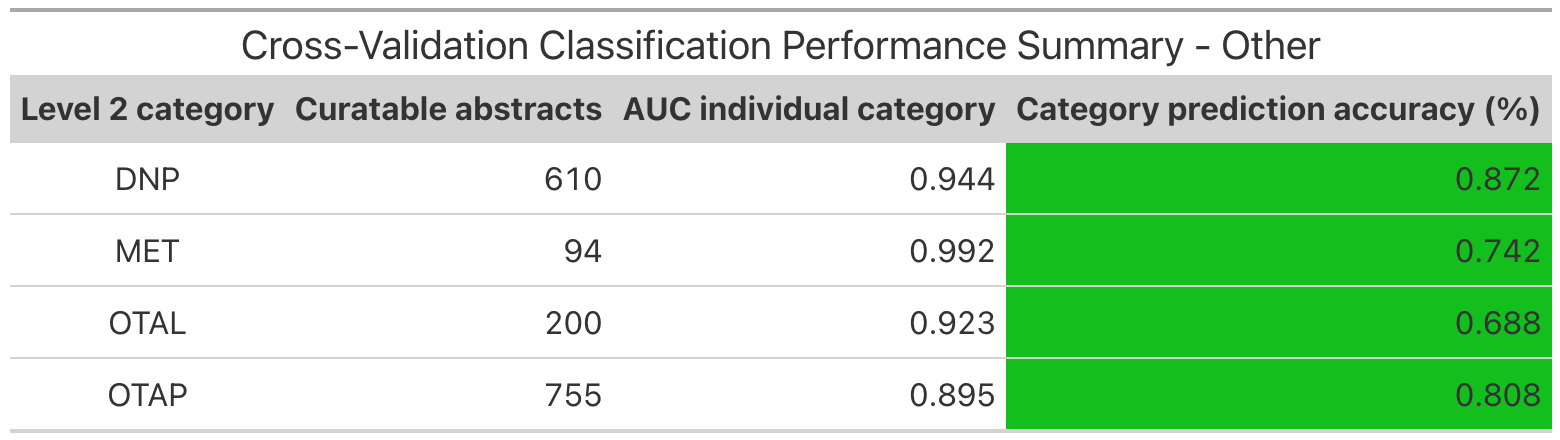 Cross-Validation Classification Performance Summary - Other
Level 2 category Curatable abstracts AUC individual category Category prediction accuracy (%)
DNP 610 0.944 0.872
MET 94 0.992 0.742
OTAL 200 0.923 0.688
OTAP 755 0.895 0.808